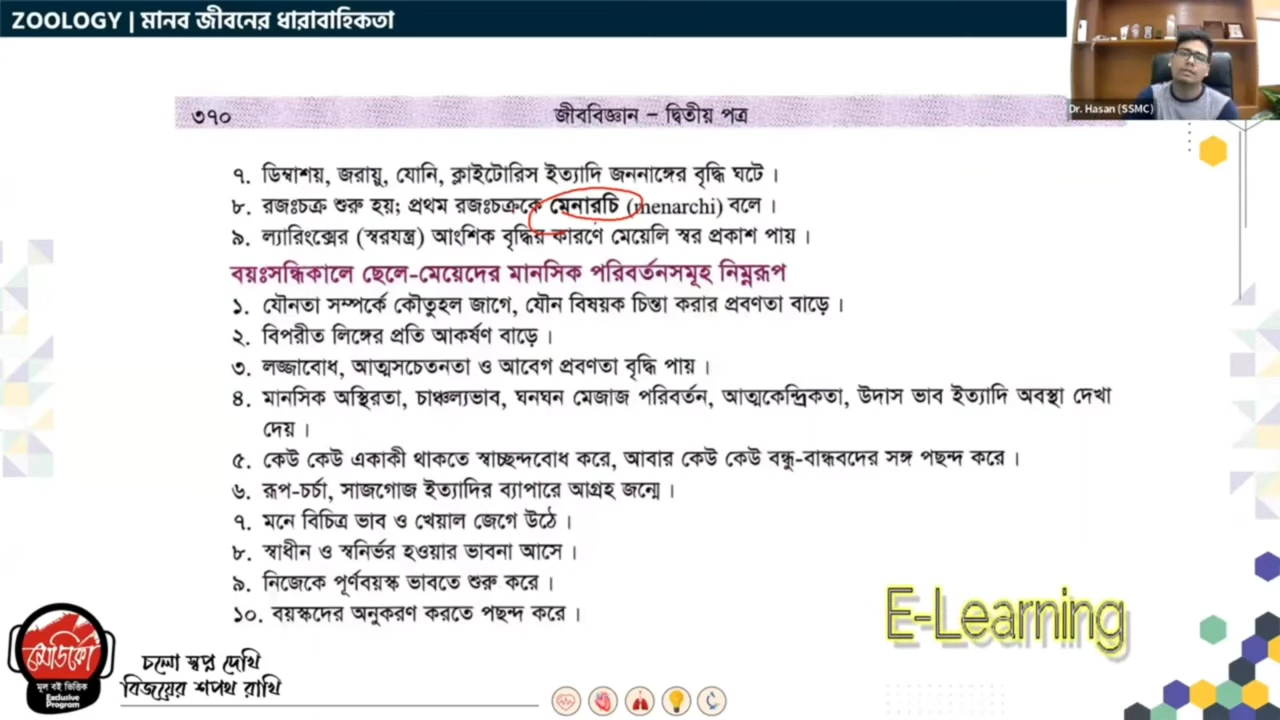 ZOOLOGY | মানব জীবনের ধারাবাহিকতা
Dr. Hasan (SSMC)
৩৭০ জীববিজ্ঞান – দ্বিতীয় পত্র
৭. ডিম্বাশয়, জরায়ু, যোনি, ক্লাইটোরিস ইত্যাদি জননাঙ্গের বৃদ্ধি ঘটে ।
৮. রজঃচক্র শুরু হয়; প্রথম রজঃচক্রকে মেনারচি (menarchi) বলে ।
৯. ল্যারিংক্সের (স্বরযন্ত্র) আংশিক বৃদ্ধির কারণে মেয়েলি স্বর প্রকাশ পায় ।
বয়ঃসন্ধিকালে ছেলে-মেয়েদের মানসিক পরিবর্তনসমূহ নিম্নরূপ
১. যৌনতা সম্পর্কে কৌতুহল জাগে, যৌন বিষয়ক চিন্তা করার প্রবণতা বাড়ে ।
২. বিপরীত লিঙ্গের প্রতি আকর্ষণ বাড়ে ।
৩. লজ্জাবোধ, আত্মসচেতনতা ও আবেগ প্রবণতা বৃদ্ধি পায় ।
৪. মানসিক অস্থিরতা, চাঞ্চল্যভাব, ঘনঘন মেজাজ পরিবর্তন, আত্মকেন্দ্রিকতা, উদাস ভাব ইত্যাদি অবস্থা দেখা
দেয় ।
৫. কেউ কেউ একাকী থাকতে স্বাচ্ছন্দবোধ করে, আবার কেউ কেউ বন্ধু-বান্ধবদের সঙ্গ পছন্দ করে ।
৬. রূপ-চর্চা, সাজগোজ ইত্যাদির ব্যাপারে আগ্রহ জন্মে ।
৭. মনে বিচিত্র ভাব ও খেয়াল জেগে উঠে ।
৮. স্বাধীন ও স্বনির্ভর হওয়ার ভাবনা আসে ।
৯. নিজেকে পূর্ণবয়স্ক ভাবতে শুরু করে ।
১০. বয়স্কদের অনুকরণ করতে পছন্দ করে ।
E-Learning
মেডিকো
মূল বই ভিত্তিক
Exclusive
Program
চলো স্বপ্ন দেখি
বিজয়ের শপথ রাখি